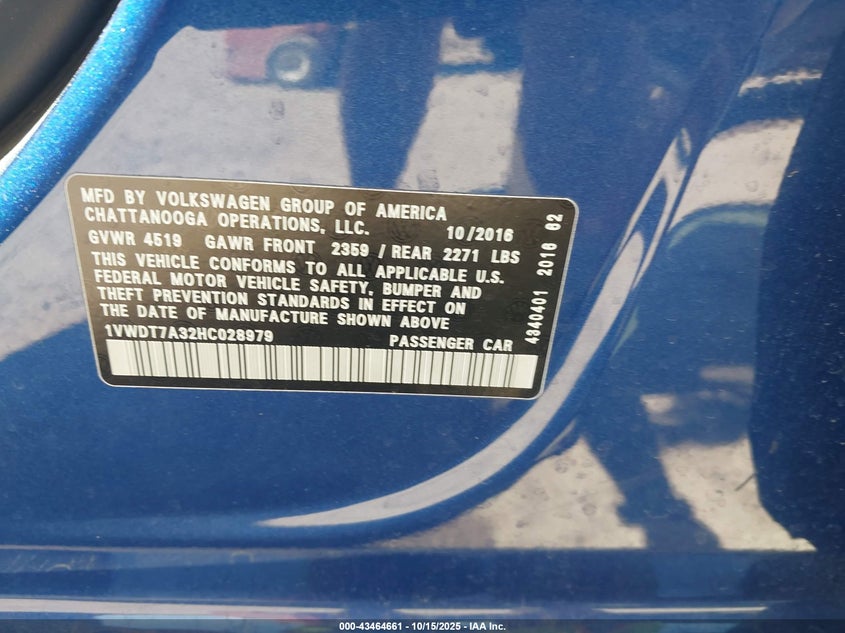 MFD BY VOLKSWAGEN GROUP OF AMERICA
CHATTANOOGA OPERATIONS, LLC. 10/2016
GVWR 4519 GAWR FRONT 2359 / REAR 2271 LBS
THIS VEHICLE CONFORMS TO ALL APPLICABLE U.S.
FEDERAL MOTOR VEHICLE SAFETY, BUMPER AND
THEFT PREVENTION STANDARDS IN EFFECT ON
THE DATE OF MANUFACTURE SHOWN ABOVE
1VWDT7A32HC028979 PASSENGER CAR
4340401 2016 62
000-43464661 - 10/15/2025 - IAA Inc.